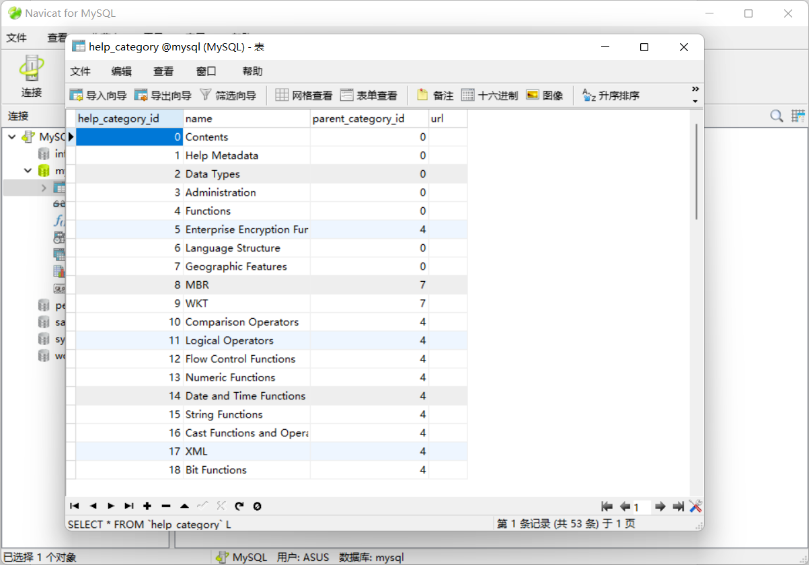 Navicat for MySQL
文件 查看
help_category @mysql (MySQL) - 表
文件 编辑 查看 窗口 帮助
连接
导入向导 导出向导 筛选向导 网格查看 表单查看 备注 十六进制 图像 升序排序 »
连接
help_category_id name parent_category_id url
0 Contents 0
1 Help Metadata 0
2 Data Types 0
3 Administration 0
4 Functions 0
5 Enterprise Encryption Fur 4
6 Language Structure 0
7 Geographic Features 0
8 MBR 7
9 WKT 7
10 Comparison Operators 4
11 Logical Operators 4
12 Flow Control Functions 4
13 Numeric Functions 4
14 Date and Time Functions 4
15 String Functions 4
16 Cast Functions and Opera 4
17 XML 4
18 Bit Functions 4
MySQ
int
m
pe
sa
sy
wo
1
SELECT * FROM `help_category` L 第 1 条记录 (共 53 条) 于 1 页
已选择 1 个对象 MySQL 用户: ASUS 数据库: mysql